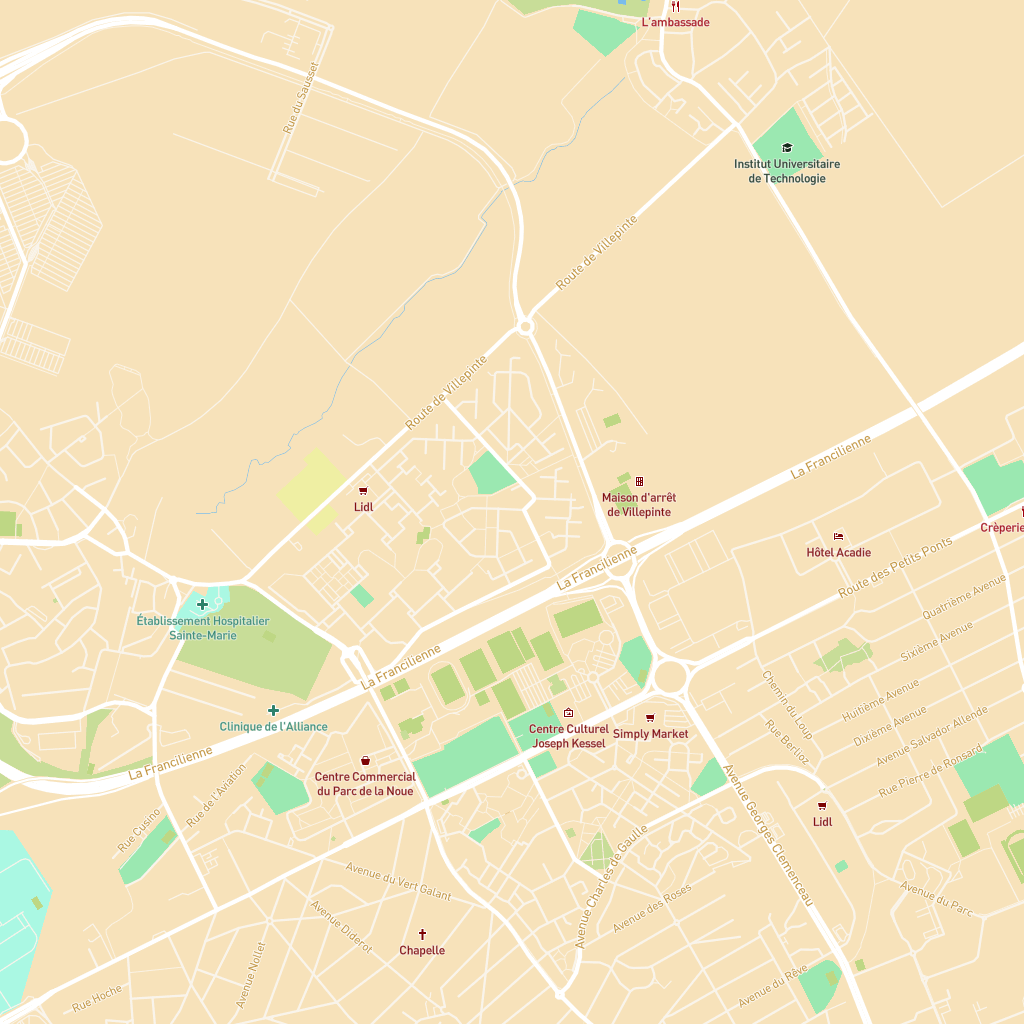 L'ambassade
Rue du Sausset
Institut Universitaire
de Technologie
Route de Villepinte
Route de Villepinte
La Francilienne
Lidl
Maison d'arrêt
de Villepinte
Crèperie
Hôtel Acadie
Route des Petits Ponts
La Francilienne
Quatrième Avenue
Établissement Hospitalier
Sainte-Marie
Sixième Avenue
La Francilienne
Chemin du Loup
Huitième Avenue
Clinique de l'Alliance
Centre Culturel
Joseph Kessel
Simply Market
Rue Berlioz
Dixième Avenue
Avenue Salvador Allende
La Francilienne
Centre Commercial
du Parc de la Noue
Rue Pierre de Ronsard
Rue de l'Aviation
Rue Cusino
Avenue Georges Clemenceau
Lidl
Avenue Charles de Gaulle
Avenue du Vert Galant
Avenue du Parc
Avenue des Roses
Avenue Diderot
Chapelle
Avenue Nollet
Avenue du Rêve
Rue Hoche